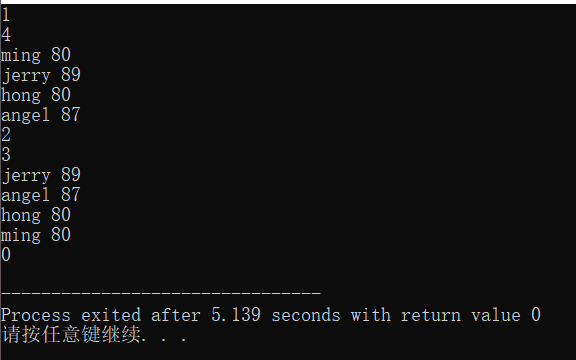 1
4
ming 80
jerry 89
hong 80
angel 87
2
3
jerry 89
angel 87
hong 80
ming 80
0

--------------------------------
Process exited after 5.139 seconds with return value 0
请按任意键继续. . .